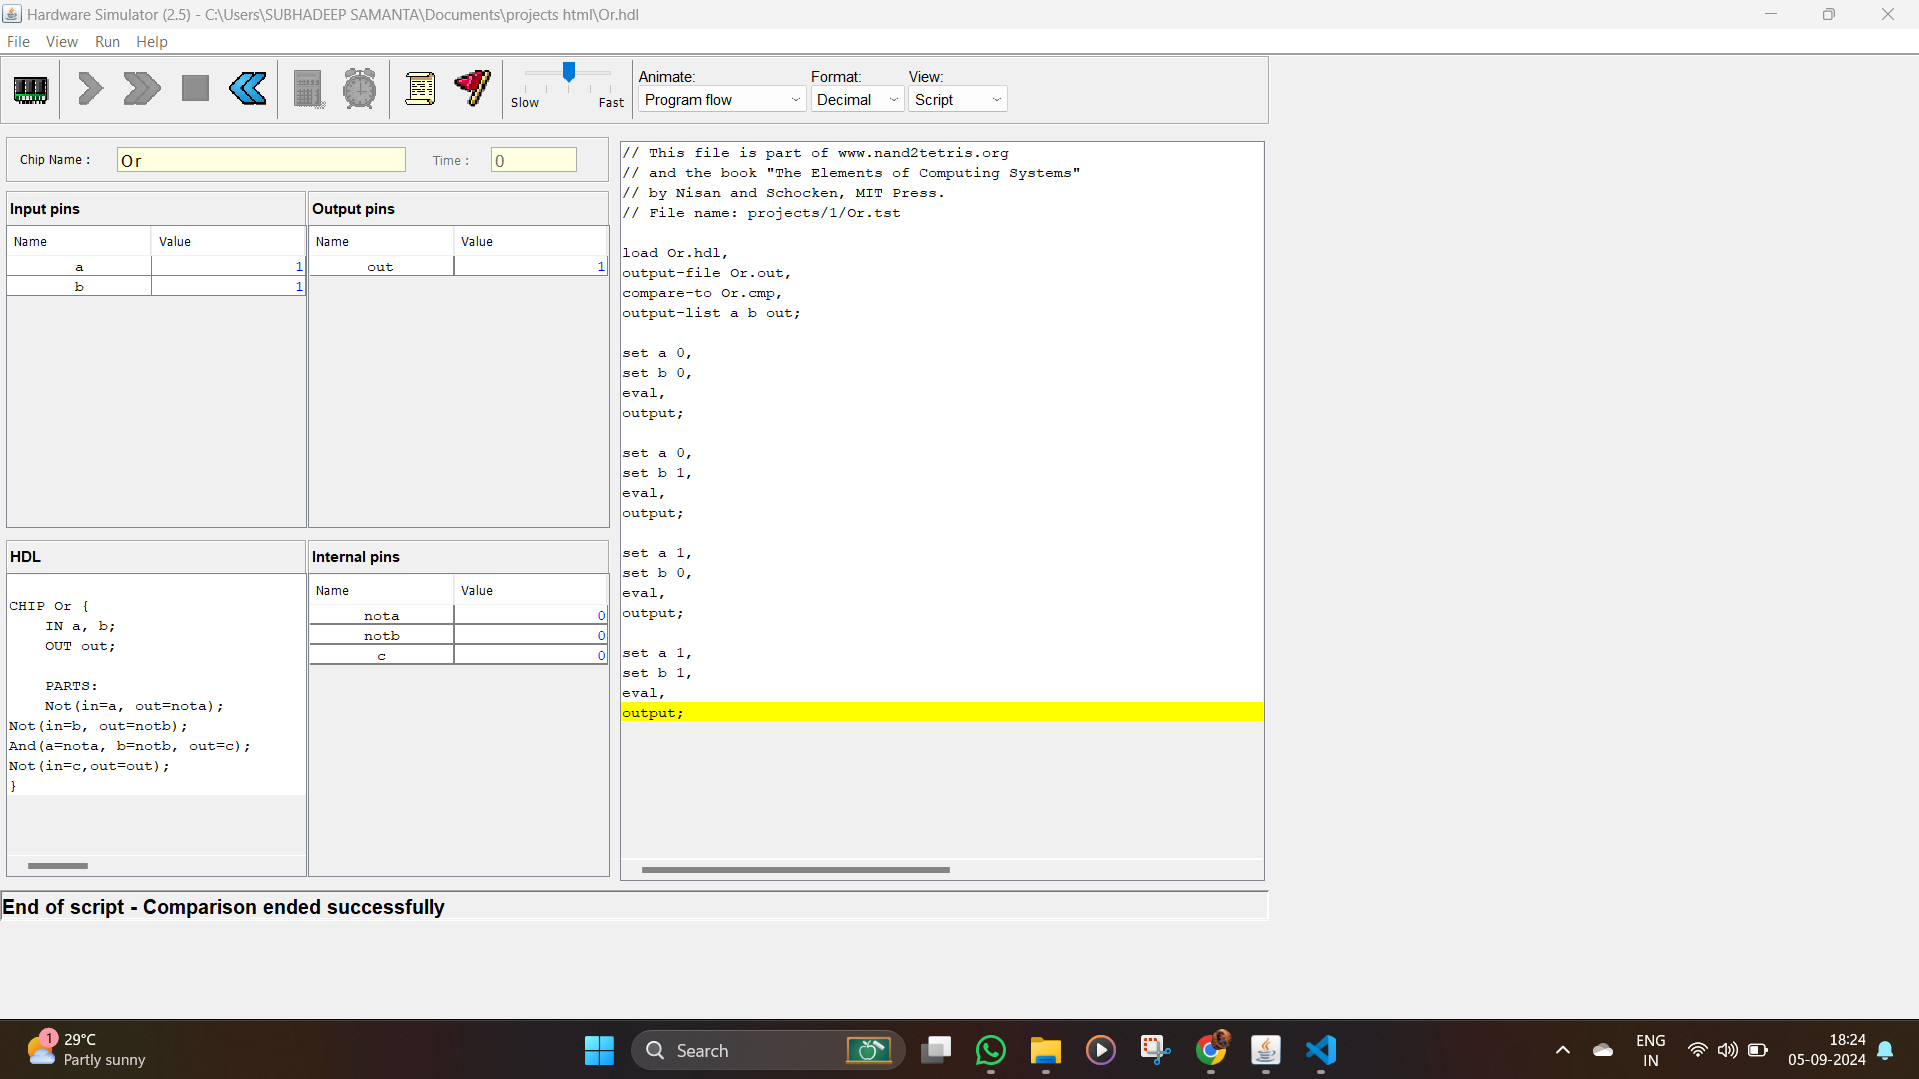 Hardware Simulator (2.5) - C:\Users\SUBHADEEP SAMANTA\Documents\projects html\Or.hdl
File View Run Help
Slow Fast
Animate: Format: View:
Program flow Decimal Script
Chip Name : Or Time : 0
Input pins
Name Value
a 1
b 1
Output pins
Name Value
out 1
HDL
CHIP Or {
IN a, b;
OUT out;
PARTS:
Not(in=a, out=nota);
Not(in=b, out=notb);
And(a=nota, b=notb, out=c);
Not(in=c,out=out);
}
Internal pins
Name Value
nota 0
notb 0
c 0
// This file is part of www.nand2tetris.org
// and the book "The Elements of Computing Systems"
// by Nisan and Schocken, MIT Press.
// File name: projects/1/Or.tst
load Or.hdl,
output-file Or.out,
compare-to Or.cmp,
output-list a b out;
set a 0,
set b 0,
eval,
output;
set a 0,
set b 1,
eval,
output;
set a 1,
set b 0,
eval,
output;
set a 1,
set b 1,
eval,
output;
End of script - Comparison ended successfully
1
29°C
Partly sunny
Search
ENG
IN
18:24
05-09-2024